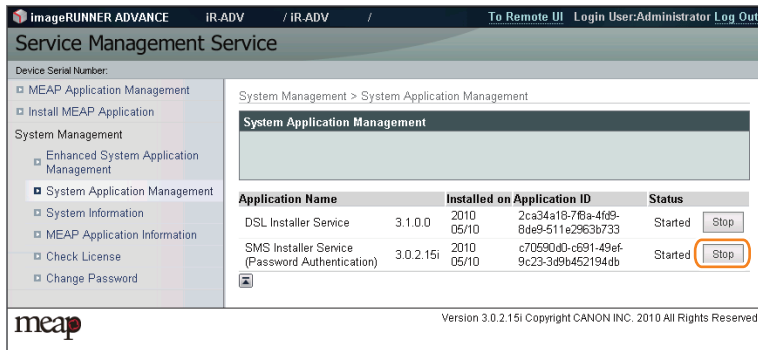 imageRUNNER ADVANCE iR-ADV / iR-ADV / To Remote UI Login User:Administrator Log Out
Service Management Service
Device Serial Number:
MEAP Application Management
Install MEAP Application
System Management
Enhanced System Application
Management
System Application Management
System Information
MEAP Application Information
Check License
Change Password
System Management > System Application Management
System Application Management
Application Name Installed on Application ID Status
DSL Installer Service 3.1.0.0 2010 05/10 2ca34a18-7f8a-4fd9-8de9-511e2963b733 Started Stop
SMS Installer Service (Password Authentication) 3.0.2.15i 2010 05/10 c70590d0-c691-49ef-9c23-3d9b452194db Started Stop
meap
Version 3.0.2.15i Copyright CANON INC. 2010 All Rights Reserved